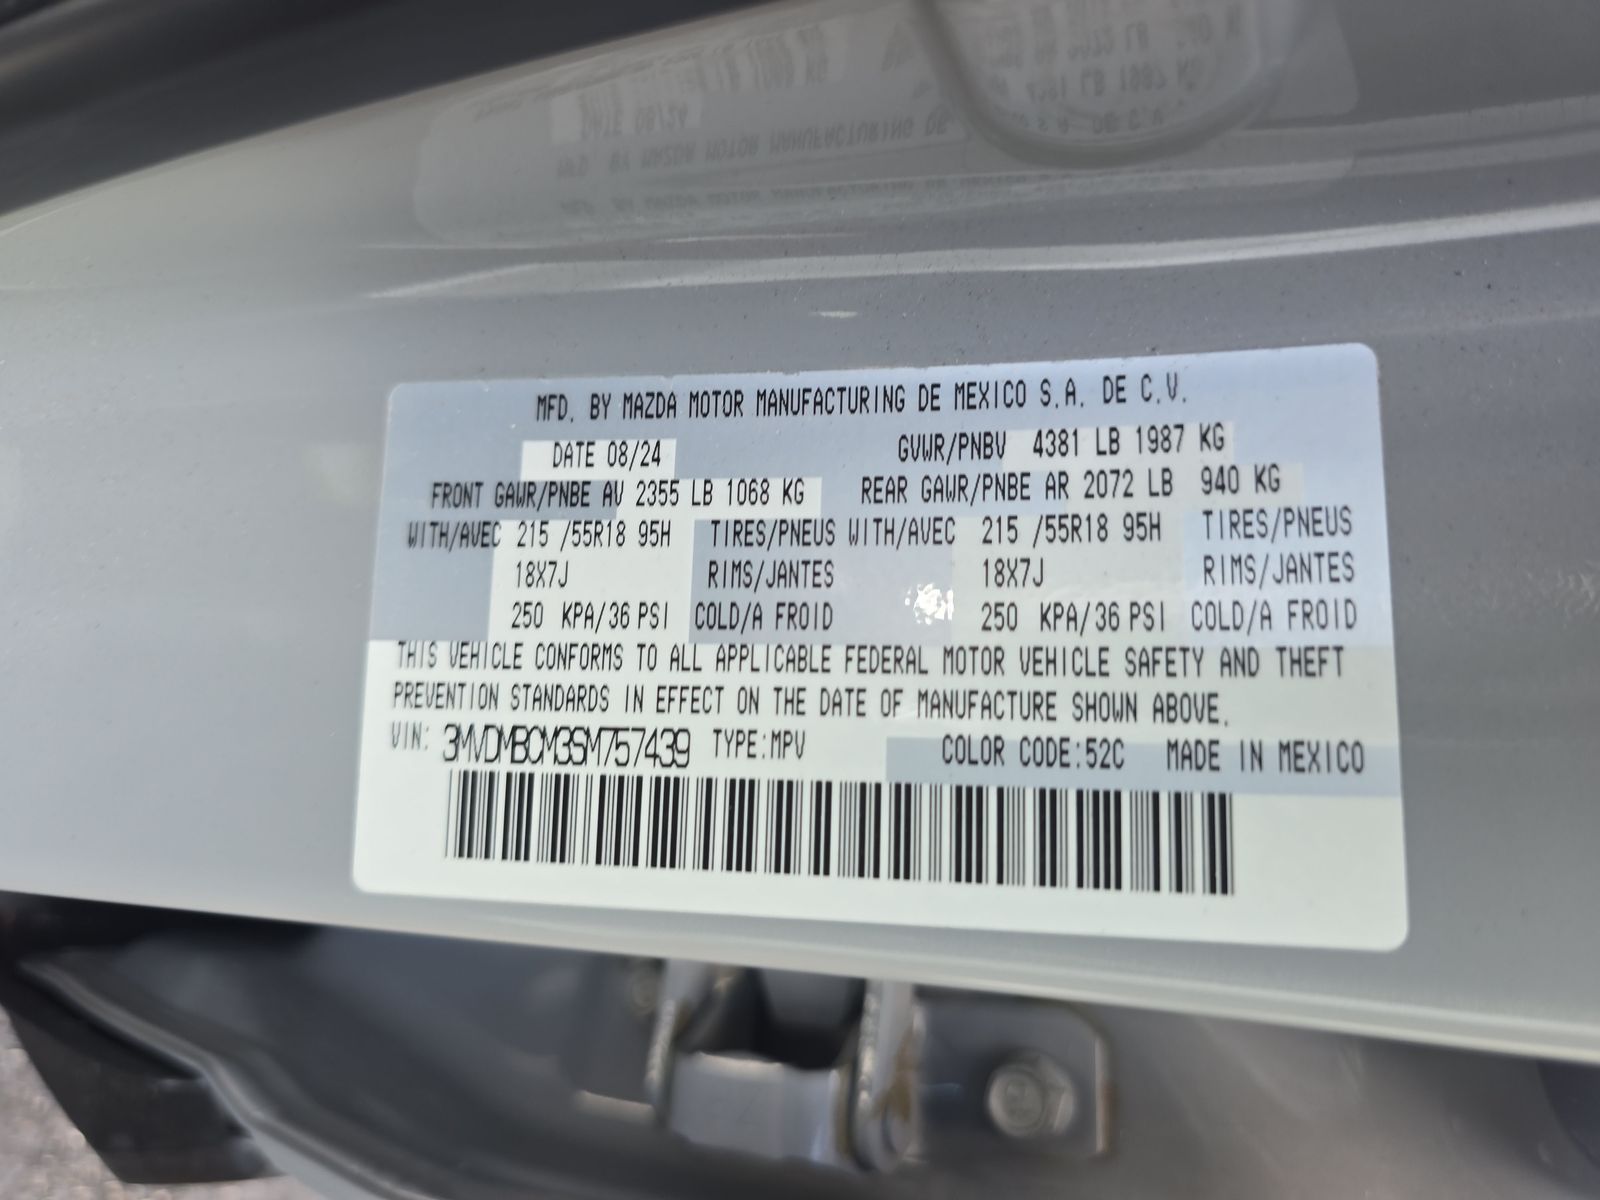 MFD. BY MAZDA MOTOR MANUFACTURING DE MEXICO S.A. DE C.V.
DATE 08/24 GVWR/PNBV 4381 LB 1987 KG
FRONT GAWR/PNBE AV 2355 LB 1068 KG REAR GAWR/PNBE AR 2072 LB 940 KG
WITH/AVEC 215 /55R18 95H TIRES/PNEUS WITH/AVEC 215 /55R18 95H TIRES/PNEUS
18X7J RIMS/JANTES 18X7J RIMS/JANTES
250 KPA/36 PSI COLD/A FROID 250 KPA/36 PSI COLD/A FROID
THIS VEHICLE CONFORMS TO ALL APPLICABLE FEDERAL MOTOR VEHICLE SAFETY AND THEFT
PREVENTION STANDARDS IN EFFECT ON THE DATE OF MANUFACTURE SHOWN ABOVE.
VIN: 3MVDMBCM3SM757439 TYPE:MPV COLOR CODE:52C MADE IN MEXICO